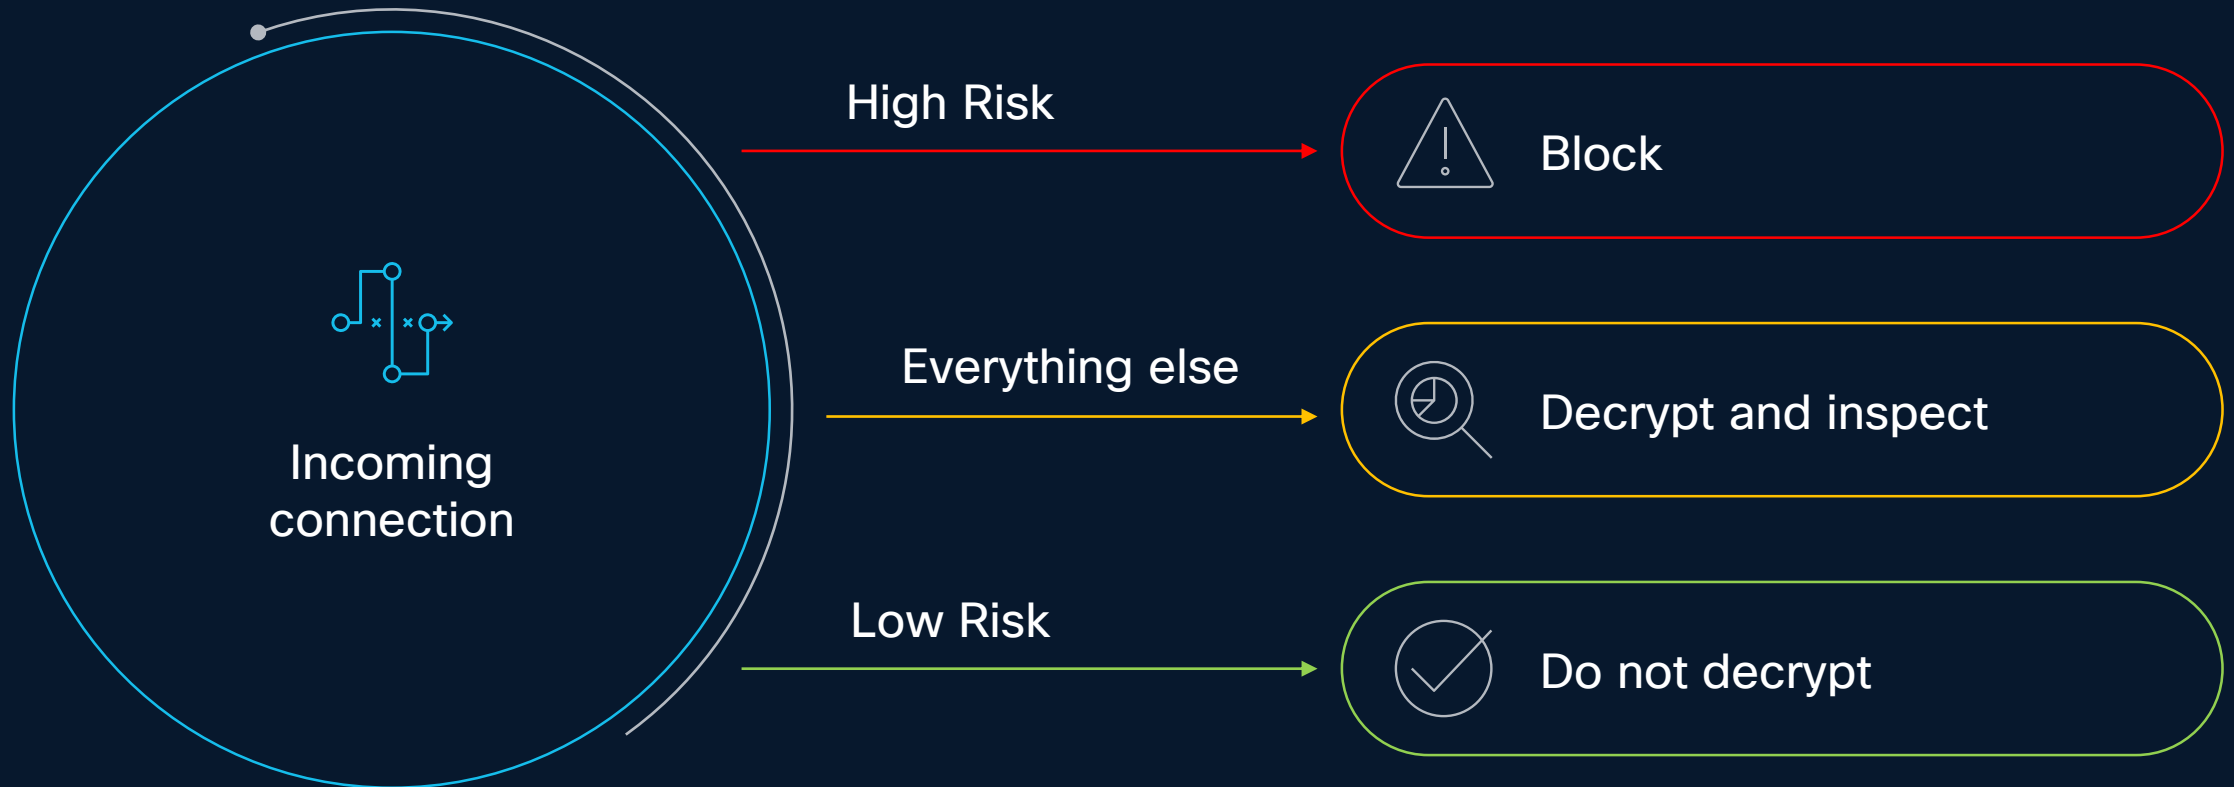 Incoming
connection
High Risk
Block
Everything else
Decrypt and inspect
Low Risk
Do not decrypt